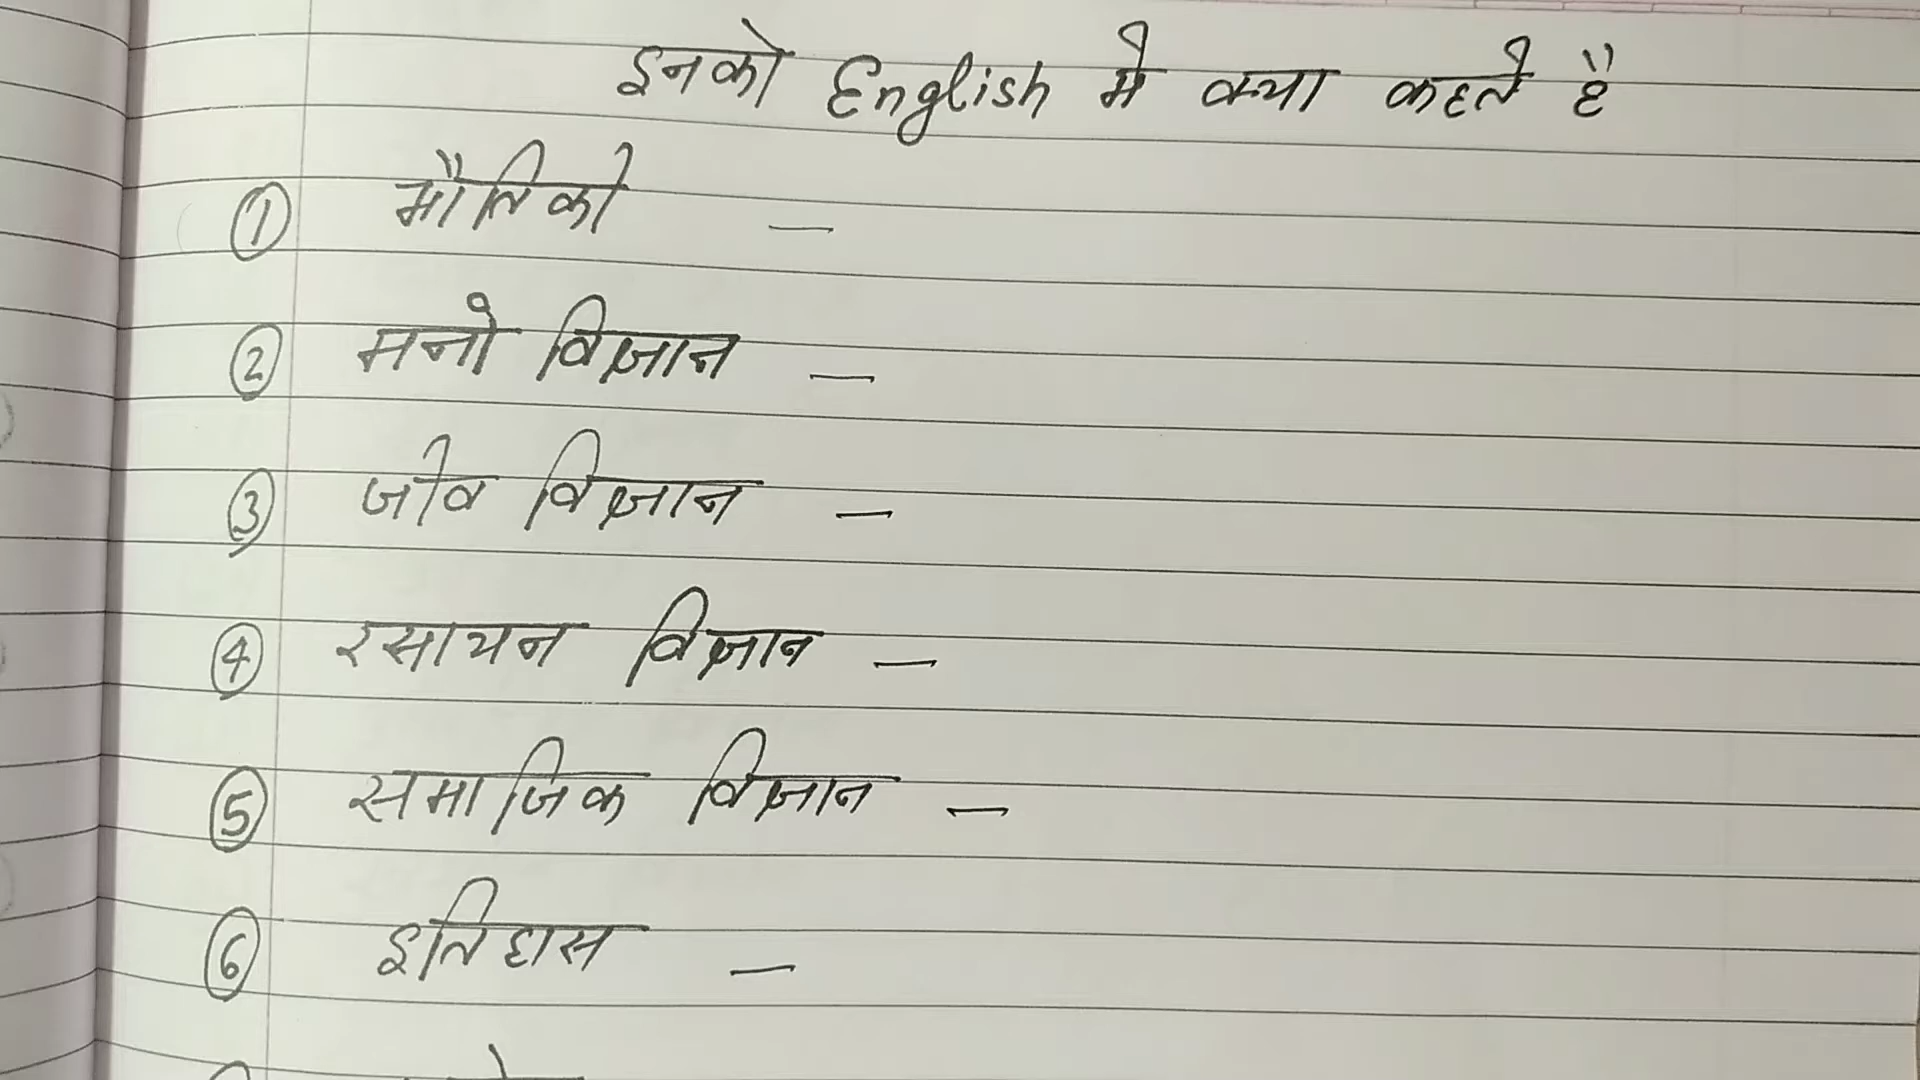 इनको English मे क्या कहते है
① भौतिकी –
② मनो विज्ञान –
③ जीव विज्ञान –
④ रसायन विज्ञान –
⑤ समाजिक विज्ञान –
⑥ इतिहास –